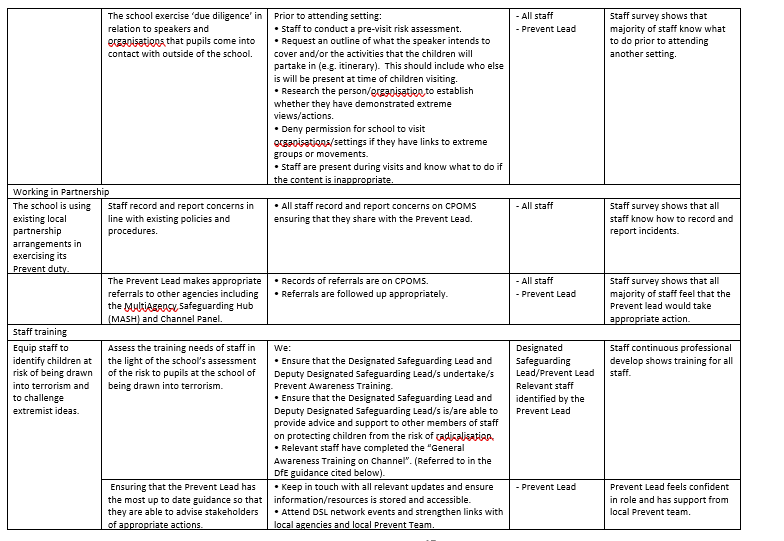 The school exercise 'due diligence' in
relation to speakers and
organisations that pupils come into
contact with outside of the school.
Prior to attending setting:
• Staff to conduct a pre-visit risk assessment.
• Request an outline of what the speaker intends to
cover and/or the activities that the children will
partake in (e.g. itinerary).  This should include who else
is will be present at time of children visiting.
• Research the person/organisation to establish
whether they have demonstrated extreme
views/actions.
• Deny permission for school to visit
organisations/settings if they have links to extreme
groups or movements.
• Staff are present during visits and know what to do if
the content is inappropriate.
- All staff
- Prevent Lead
Staff survey shows that
majority of staff know what
to do prior to attending
another setting.
Working in Partnership
The school is using
existing local
partnership
arrangements in
exercising its
Prevent duty.
Staff record and report concerns in
line with existing policies and
procedures.
• All staff record and report concerns on CPOMS
ensuring that they share with the Prevent Lead.
- All staff
Staff survey shows that all
staff know how to record and
report incidents.
The Prevent Lead makes appropriate
referrals to other agencies including
the MultiAgency Safeguarding Hub
(MASH) and Channel Panel.
• Records of referrals are on CPOMS.
• Referrals are followed up appropriately.
- All staff
- Prevent Lead
Staff survey shows that all
majority of staff feel that the
Prevent lead would take
appropriate action.
Staff training
Equip staff to
identify children at
risk of being drawn
into terrorism and
to challenge
extremist ideas.
Assess the training needs of staff in
the light of the school's assessment
of the risk to pupils at the school of
being drawn into terrorism.
We:
• Ensure that the Designated Safeguarding Lead and
Deputy Designated Safeguarding Lead/s undertake/s
Prevent Awareness Training.
• Ensure that the Designated Safeguarding Lead and
Deputy Designated Safeguarding Lead/s is/are able to
provide advice and support to other members of staff
on protecting children from the risk of radicalisation.
• Relevant staff have completed the "General
Awareness Training on Channel". (Referred to in the
DfE guidance cited below).
Designated
Safeguarding
Lead/Prevent Lead
Relevant staff
identified by the
Prevent Lead
Staff continuous professional
develop shows training for all
staff.
Ensuring that the Prevent Lead has
the most up to date guidance so that
they are able to advise stakeholders
of appropriate actions.
• Keep in touch with all relevant updates and ensure
information/resources is stored and accessible.
• Attend DSL network events and strengthen links with
local agencies and local Prevent Team.
- Prevent Lead
Prevent Lead feels confident
in role and has support from
local Prevent team.